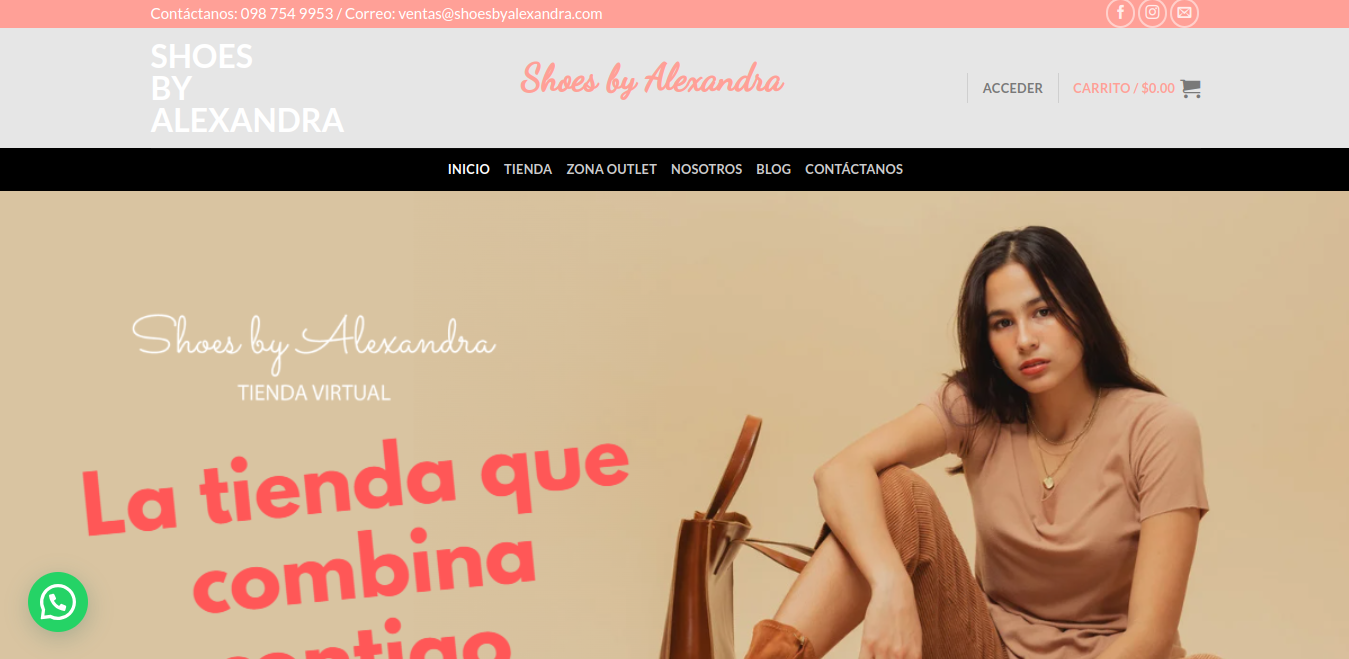 Contáctanos: 098 754 9953 / Correo: ventas@shoesbyalexandra.com
SHOES
BY
ALEXANDRA
Shoes by Alexandra
ACCEDER
CARRITO / $0.00
INICIO TIENDA ZONA OUTLET NOSOTROS BLOG CONTÁCTANOS
Shoes by Alexandra
TIENDA VIRTUAL
La tienda que
combina
contigo